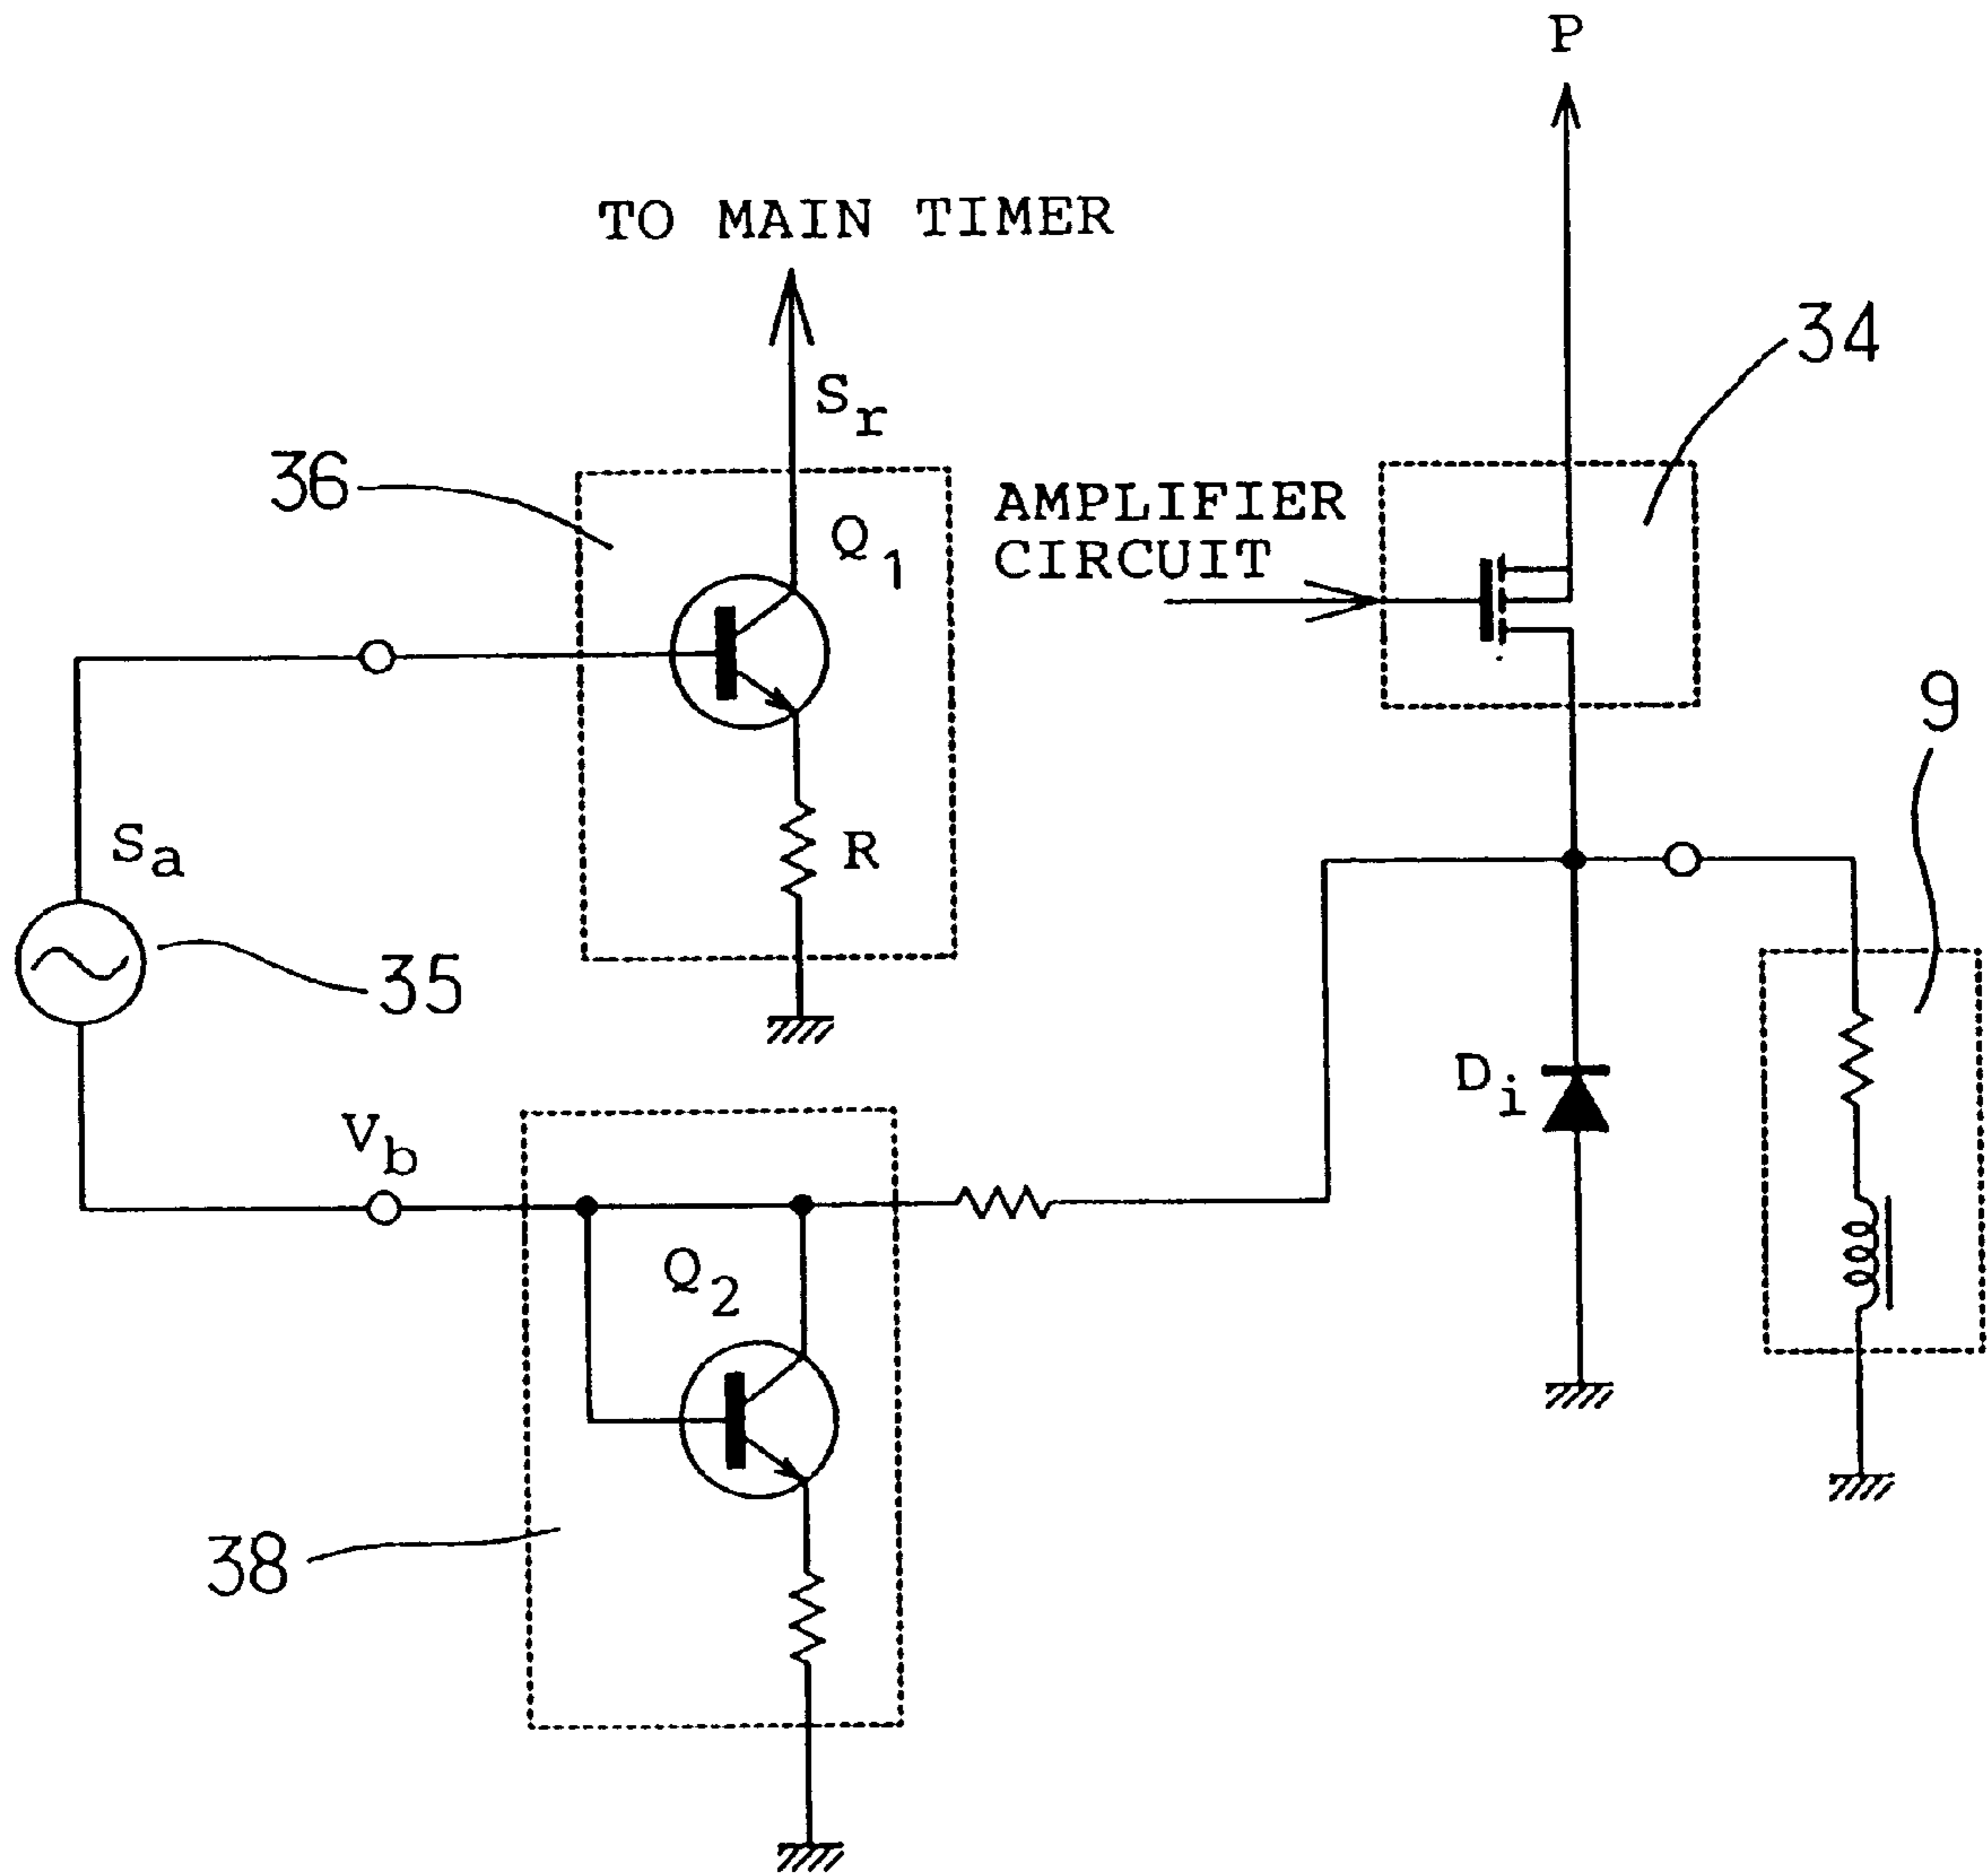 P
TO MAIN TIMER
34
Sr
36
AMPLIFIER
CIRCUIT
Q1
9
Sa
R
35
Di
Vb
Q2
38